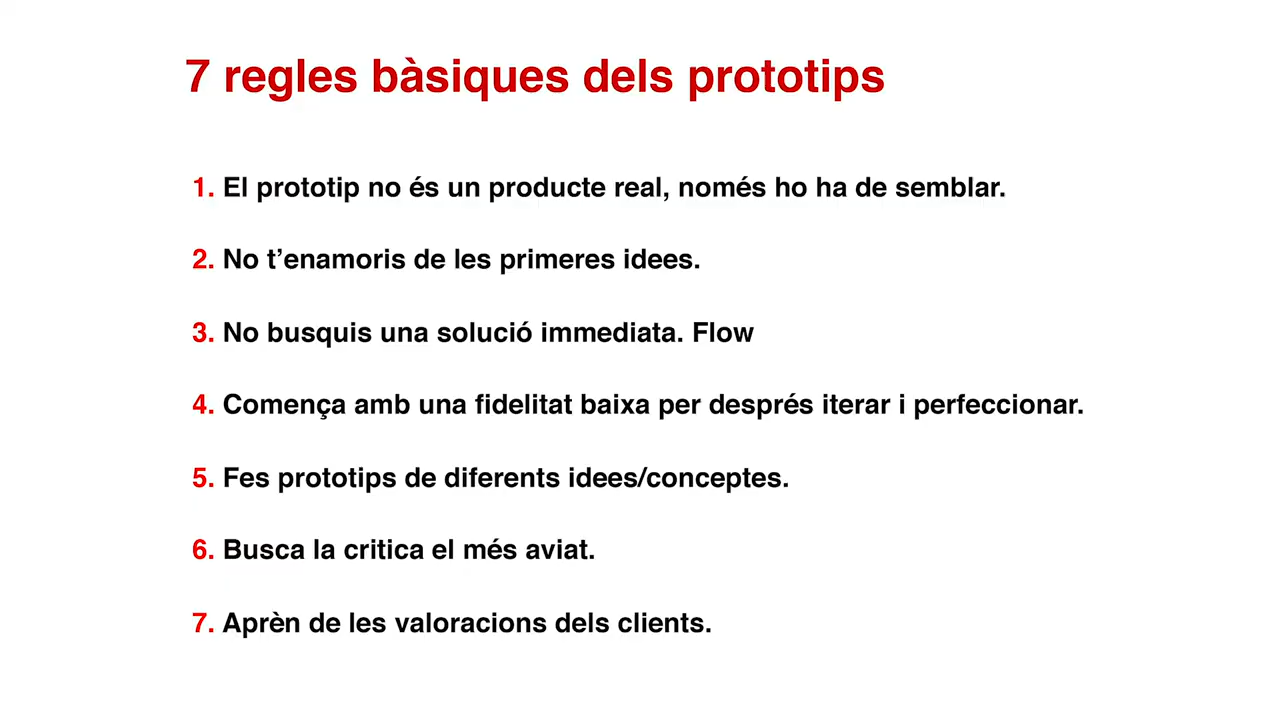 7 regles bàsiques dels prototips
1. El prototip no és un producte real, només ho ha de semblar.
2. No t’enamoris de les primeres idees.
3. No busquis una solució immediata. Flow
4. Comença amb una fidelitat baixa per després iterar i perfeccionar.
5. Fes prototips de diferents idees/conceptes.
6. Busca la critica el més aviat.
7. Aprèn de les valoracions dels clients.